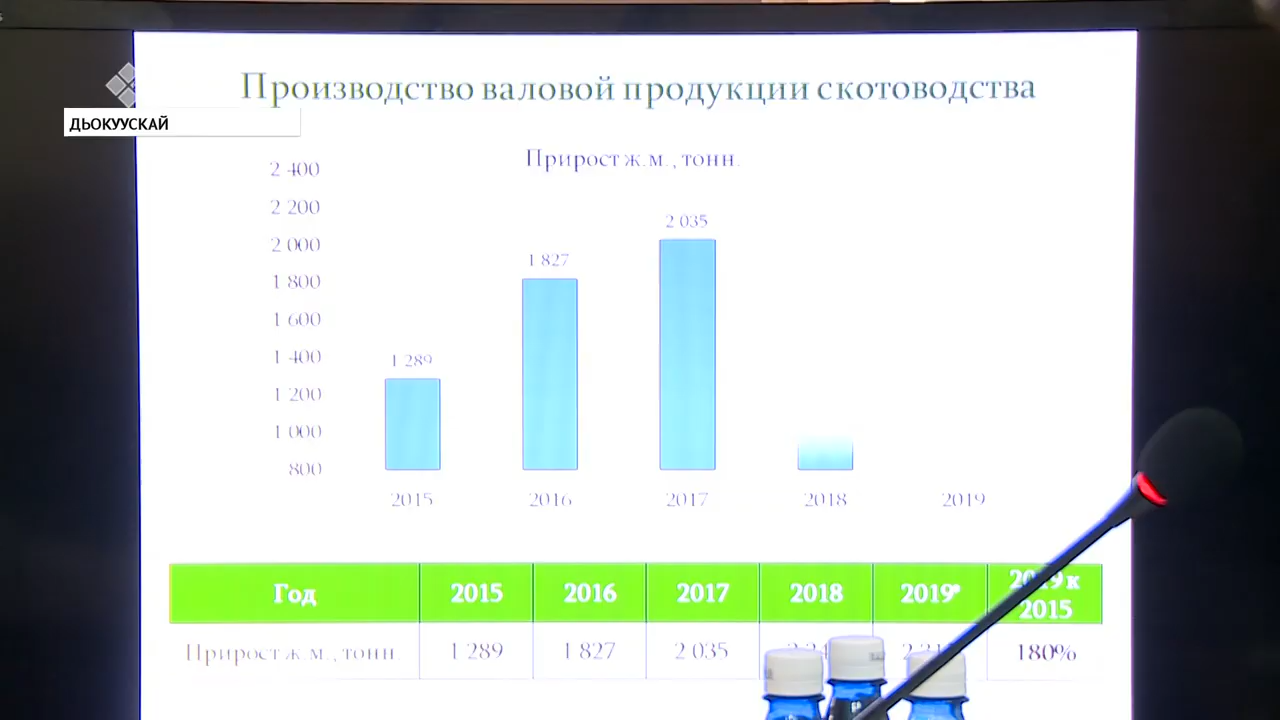 Производство валовой продукции скотоводства
ДЬОКУУСКАЙ
Прирост ж.м., тонн.
2 400
2 200
2 000
1 800
1 600
1 400
1 200
1 000
800
1 289
1 827
2 035
2015 2016 2017 2018 2019
Год 2015 2016 2017 2018 2019* 2019 к 2015
Прирост ж.м., тонн. 1 289 1 827 2 035 180%